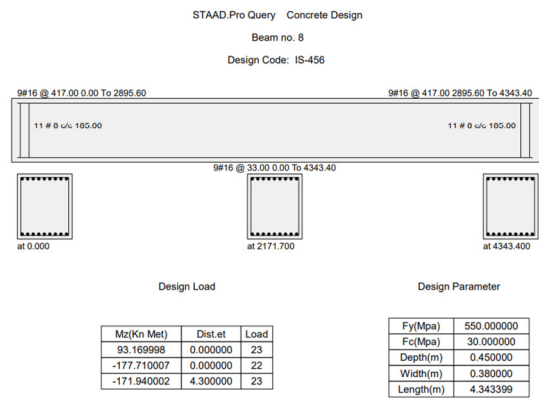 STAAD.Pro Query Concrete Design
Beam no. 8
Design Code: IS-456
9#16 @ 417.00 0.00 To 2895.60 9#16 @ 417.00 2895.60 To 4343.40
11 # 8 c/c 185.00 11 # 8 c/c 185.00
9#16 @ 33.00 0.00 To 4343.40
at 0.000 at 2171.700 at 4343.400
Design Load Design Parameter
Mz(Kn Met) Dist.et Load
93.169998 0.000000 23
-177.710007 0.000000 22
-171.940002 4.300000 23
Fy(Mpa) 550.000000
Fc(Mpa) 30.000000
Depth(m) 0.450000
Width(m) 0.380000
Length(m) 4.343399